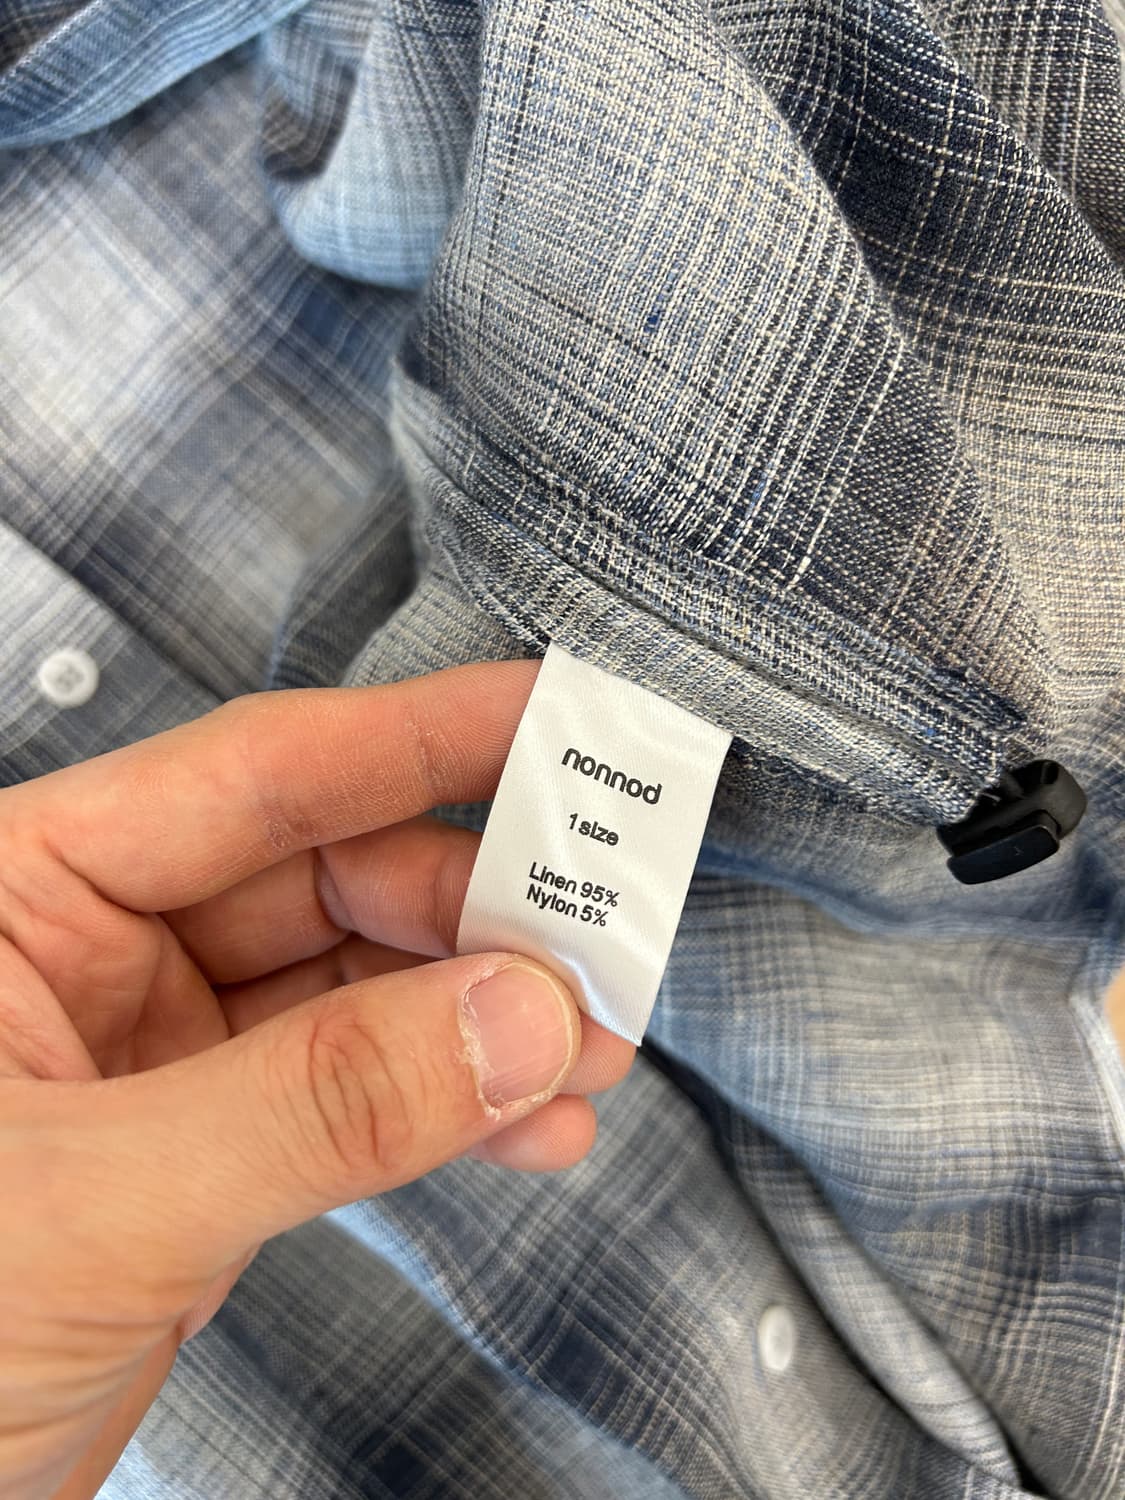 nonnod
1 size
Linen 95%
Nylon 5%